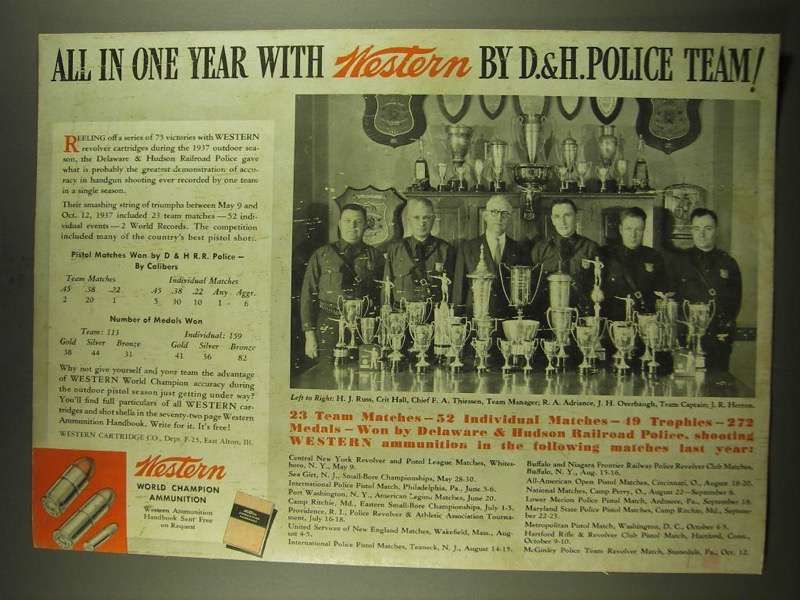 ALL IN ONE YEAR WITH Western BY D.&H. POLICE TEAM!
REELING off a series of 73 victories with WESTERN
revolver cartridges during the 1937 outdoor sea-
son, the Delaware & Hudson Railroad Police gave
what is probably the greatest demonstration of accu-
racy in handgun shooting ever recorded by one team
in a single season.
Their smashing string of triumphs between May 9 and
Oct. 12, 1937 included 23 team matches — 52 indi-
vidual events — 2 World Records. The competition
included many of the country's best pistol shots.
Pistol Matches Won by D & H R.R. Police —
By Calibers
Team Matches Individual Matches
.45 .38 .22 .45 .38 .22 Any Aggr.
2 20 1 5 30 10 1 6
Number of Medals Won
Team: 113 Individual: 159
Gold Silver Bronze Gold Silver Bronze
38 44 31 41 56 82
Why not give yourself and your team the advantage
of WESTERN World Champion accuracy during
the outdoor pistol season just getting under way?
You'll find full particulars of all WESTERN car-
tridges and shot shells in the seventy-two page Western
Ammunition Handbook. Write for it. It's free!
WESTERN CARTRIDGE CO., Dept. F-25, East Alton, Ill.
Western
WORLD CHAMPION
AMMUNITION
Western Ammunition
Handbook Sent Free
on Request
Left to Right: H. J. Russ, Crit Hall, Chief F. A. Thiessen, Team Manager; R. A. Adriance, J. H. Overbaugh, Team Captain; J. R. Herron.
23 Team Matches — 52 Individual Matches — 49 Trophies — 272
Medals — Won by Delaware & Hudson Railroad Police, shooting
WESTERN ammunition in the following matches last year:
Central New York Revolver and Pistol League Matches, Whites-
boro, N. Y., May 9.
Sea Girt, N. J., Small-Bore Championships, May 28-30.
International Police Pistol Match, Philadelphia, Pa., June 3-6.
Port Washington, N. Y., American Legion Matches, June 20.
Camp Ritchie, Md., Eastern Small-Bore Championships, July 1-5.
Providence, R. I., Police Revolver & Athletic Association Tourna-
ment, July 16-18.
United Services of New England Matches, Wakefield, Mass., Aug-
ust 4-5.
International Police Pistol Matches, Teaneck, N. J., August 14-15.
Buffalo and Niagara Frontier Railway Police Revolver Club Matches,
Buffalo, N. Y., Aug. 15-16.
All-American Open Pistol Matches, Cincinnati, O., August 18-20.
National Matches, Camp Perry, O., August 22—September 8.
Lower Merion Police Pistol Match, Ardmore, Pa., September 18.
Maryland State Police Pistol Matches, Camp Ritchie, Md., Septem-
ber 22-25.
Metropolitan Pistol Match, Washington, D. C., October 4-5.
Hartford Rifle & Revolver Club Pistol Match, Hartford, Conn.,
October 9-10.
McGinley Police Team Revolver Match, Stonedale, Pa., Oct. 12.